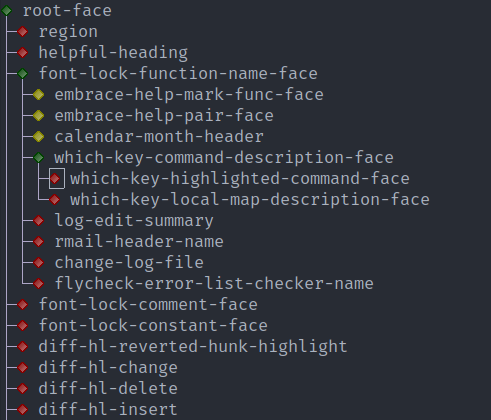 root-face
region
helpful-heading
font-lock-function-name-face
embrace-help-mark-func-face
embrace-help-pair-face
calendar-month-header
which-key-command-description-face
which-key-highlighted-command-face
which-key-local-map-description-face
log-edit-summary
rmail-header-name
change-log-file
flycheck-error-list-checker-name
font-lock-comment-face
font-lock-constant-face
diff-hl-reverted-hunk-highlight
diff-hl-change
diff-hl-delete
diff-hl-insert